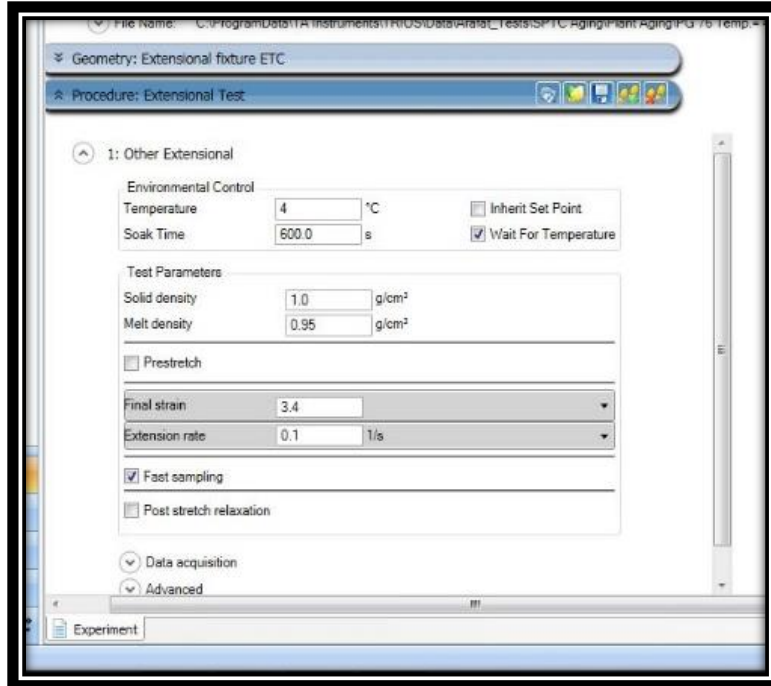 File Name: C:\ProgramData\TA Instruments\TRIOS\Data\Arafat_Tests\SPTC Aging\Plant Aging\PG 76 Temp.=
Geometry: Extensional fixture ETC
Procedure: Extensional Test
1: Other Extensional
Environmental Control
Temperature 4 °C Inherit Set Point
Soak Time 600.0 s Wait For Temperature
Test Parameters
Solid density 1.0 g/cm³
Melt density 0.95 g/cm³
Prestretch
Final strain 3.4
Extension rate 0.1 1/s
Fast sampling
Post stretch relaxation
Data acquisition
Advanced
Experiment